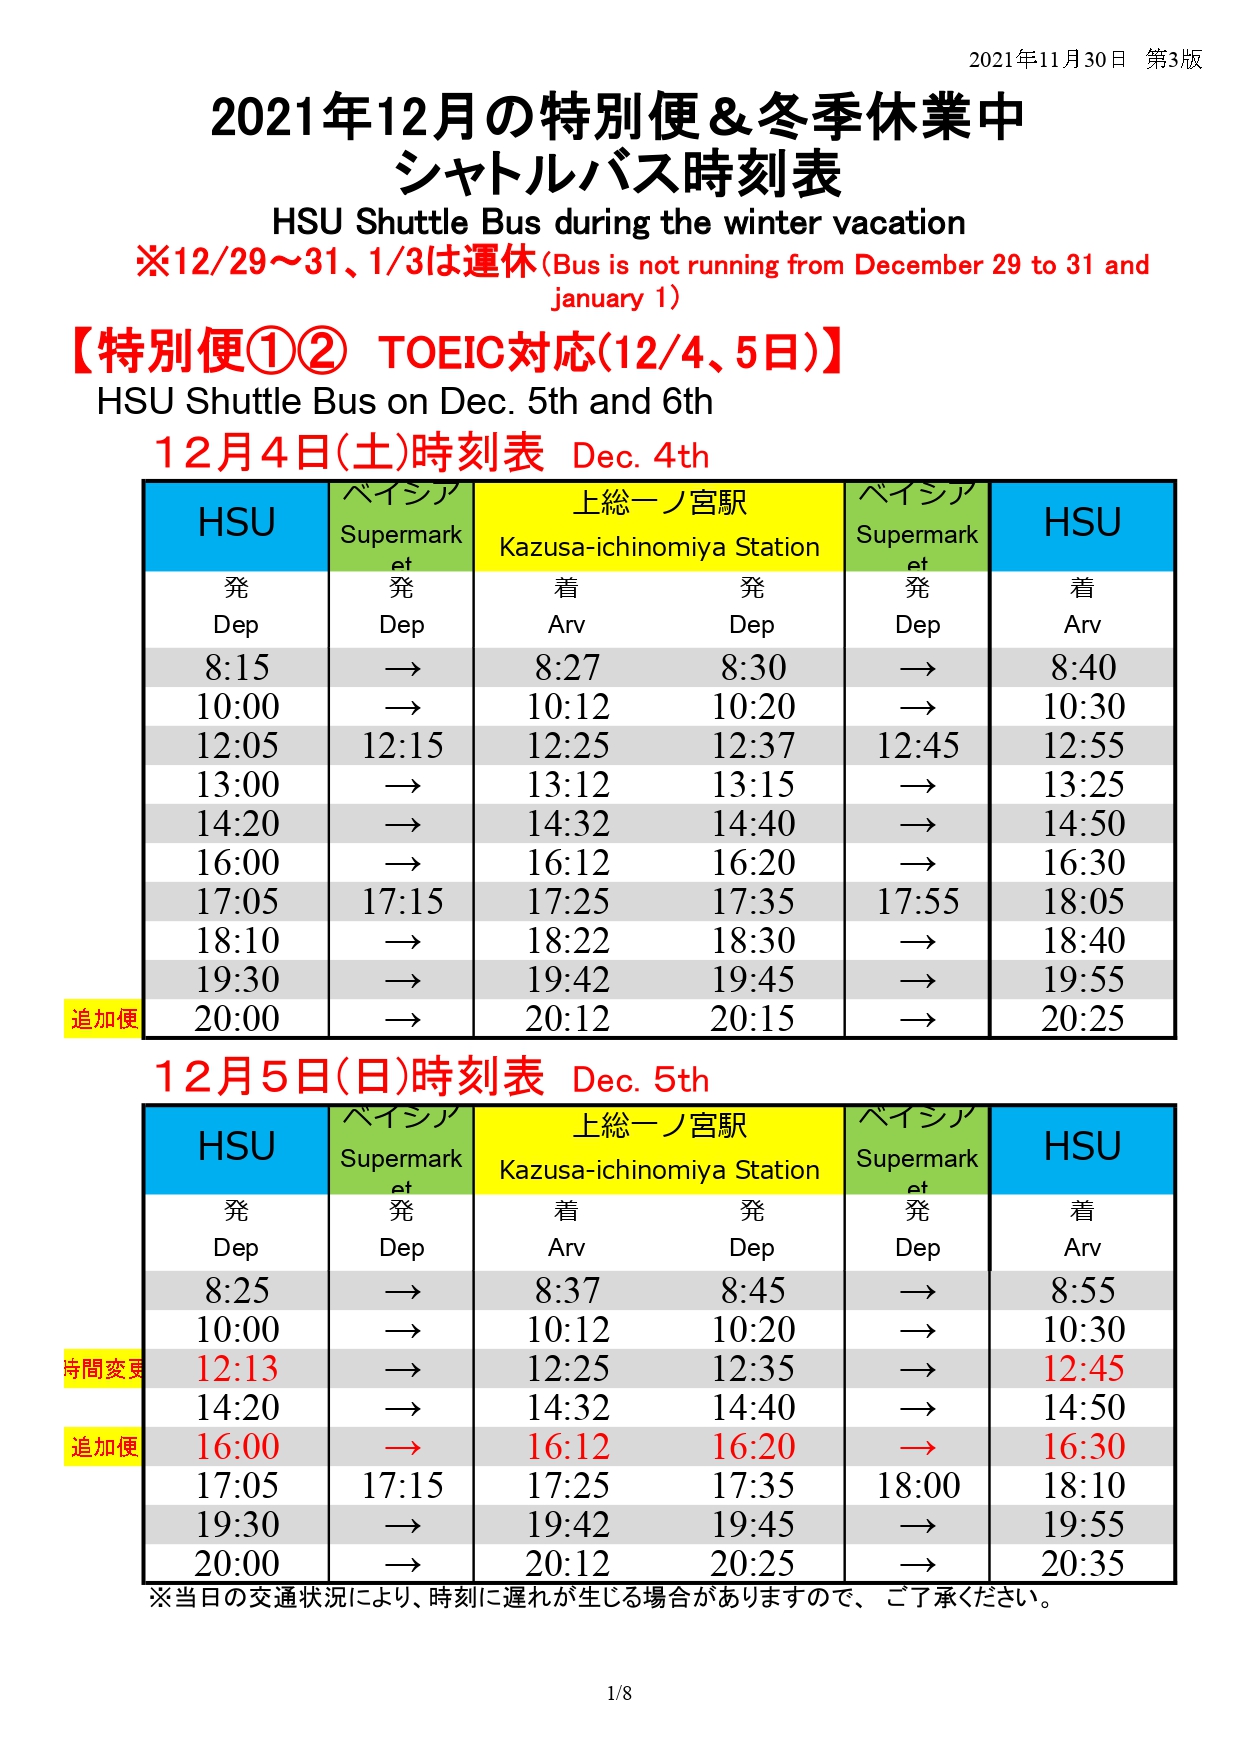 2021年11月30日 第3版
2021年12月の特別便＆冬季休業中
シャトルバス時刻表
HSU Shuttle Bus during the winter vacation
※12/29～31、1/3は運休(Bus is not running from December 29 to 31 and
january 1)
【特別便①② TOEIC対応(12/4、5日)】
HSU Shuttle Bus on Dec. 5th and 6th
１２月４日(土)時刻表 Dec. 4th
HSU ベイシア Supermarket 上総一ノ宮駅 Kazusa-ichinomiya Station ベイシア Supermarket HSU
発 発 着 発 発 着
Dep Dep Arv Dep Dep Arv
8:15 → 8:27 8:30 → 8:40
10:00 → 10:12 10:20 → 10:30
12:05 12:15 12:25 12:37 12:45 12:55
13:00 → 13:12 13:15 → 13:25
14:20 → 14:32 14:40 → 14:50
16:00 → 16:12 16:20 → 16:30
17:05 17:15 17:25 17:35 17:55 18:05
18:10 → 18:22 18:30 → 18:40
19:30 → 19:42 19:45 → 19:55
追加便 20:00 → 20:12 20:15 → 20:25
１２月５日(日)時刻表 Dec. 5th
HSU ベイシア Supermarket 上総一ノ宮駅 Kazusa-ichinomiya Station ベイシア Supermarket HSU
発 発 着 発 発 着
Dep Dep Arv Dep Dep Arv
8:25 → 8:37 8:45 → 8:55
10:00 → 10:12 10:20 → 10:30
時間変更 12:13 → 12:25 12:35 → 12:45
14:20 → 14:32 14:40 → 14:50
追加便 16:00 → 16:12 16:20 → 16:30
17:05 17:15 17:25 17:35 18:00 18:10
19:30 → 19:42 19:45 → 19:55
20:00 → 20:12 20:25 → 20:35
※当日の交通状況により、時刻に遅れが生じる場合がありますので、 ご了承ください。
1/8